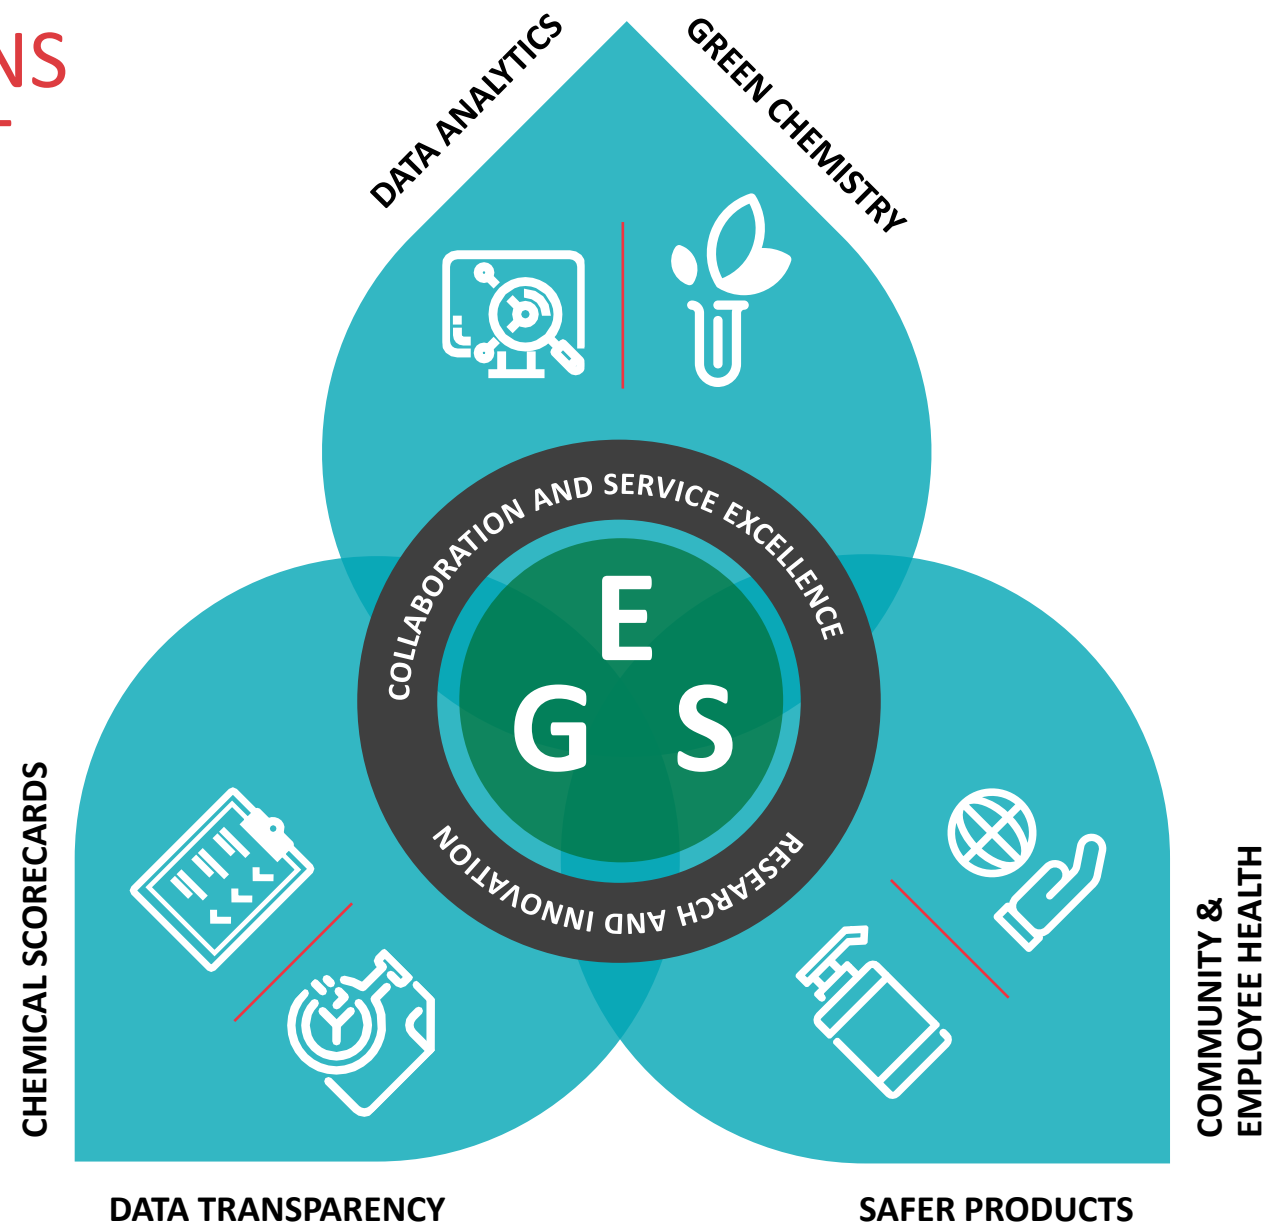 NS
DATA ANALYTICS
GREEN CHEMISTRY
COLLABORATION AND SERVICE EXCELLENCE
E
G S
RESEARCH AND INNOVATION
CHEMICAL SCORECARDS
COMMUNITY &
EMPLOYEE HEALTH
DATA TRANSPARENCY
SAFER PRODUCTS